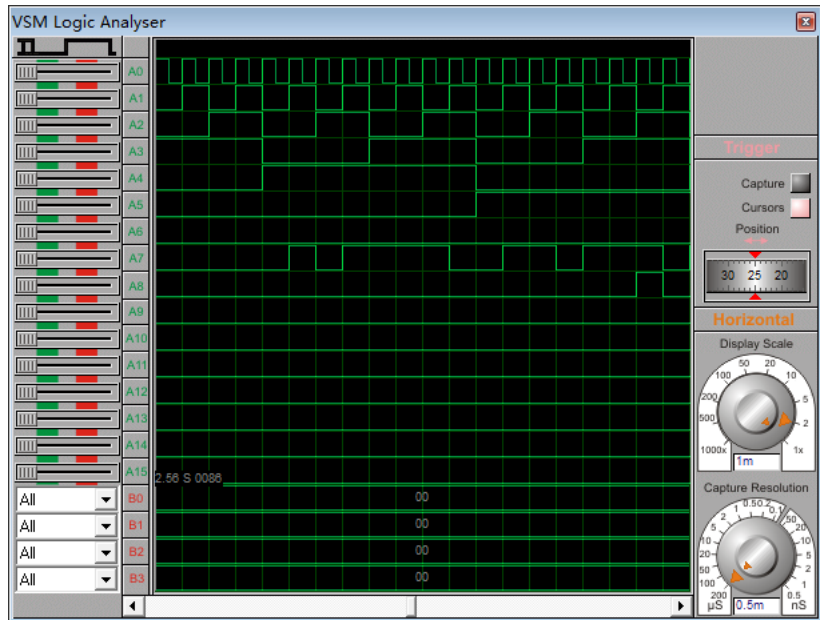 VSM Logic Analyser
A0
A1
A2
A3
A4
A5
A6
A7
A8
A9
A10
A11
A12
A13
A14
A15
2.56 S 0086
All
B0
00
All
B1
00
All
B2
00
All
B3
00
Trigger
Capture
Cursors
Position
30 25 20
Horizontal
Display Scale
1000x 500 200 100 50 20 10 5 2 1x
1m
Capture Resolution
200 100 50 20 10 5 2 1 0.5 0.2 0.1 50 20 10 5 2 1 0.5
µS 0.5m nS